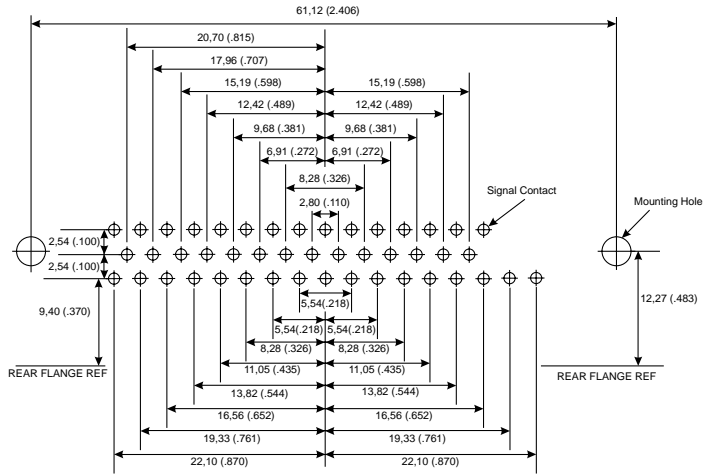 61,12 (2.406)
20,70 (.815)
17,96 (.707)
15,19 (.598) 15,19 (.598)
12,42 (.489) 12,42 (.489)
9,68 (.381) 9,68 (.381)
6,91 (.272) 6,91 (.272)
8,28 (.326)
Signal Contact
2,80 (.110)
Mounting Hole
2,54 (.100)
2,54 (.100)
9,40 (.370)
12,27 (.483)
5,54(.218)
5,54(.218) 5,54(.218)
8,28 (.326) 8,28 (.326)
11,05 (.435) 11,05 (.435)
REAR FLANGE REF REAR FLANGE REF
13,82 (.544) 13,82 (.544)
16,56 (.652) 16,56 (.652)
19,33 (.761) 19,33 (.761)
22,10 (.870) 22,10 (.870)